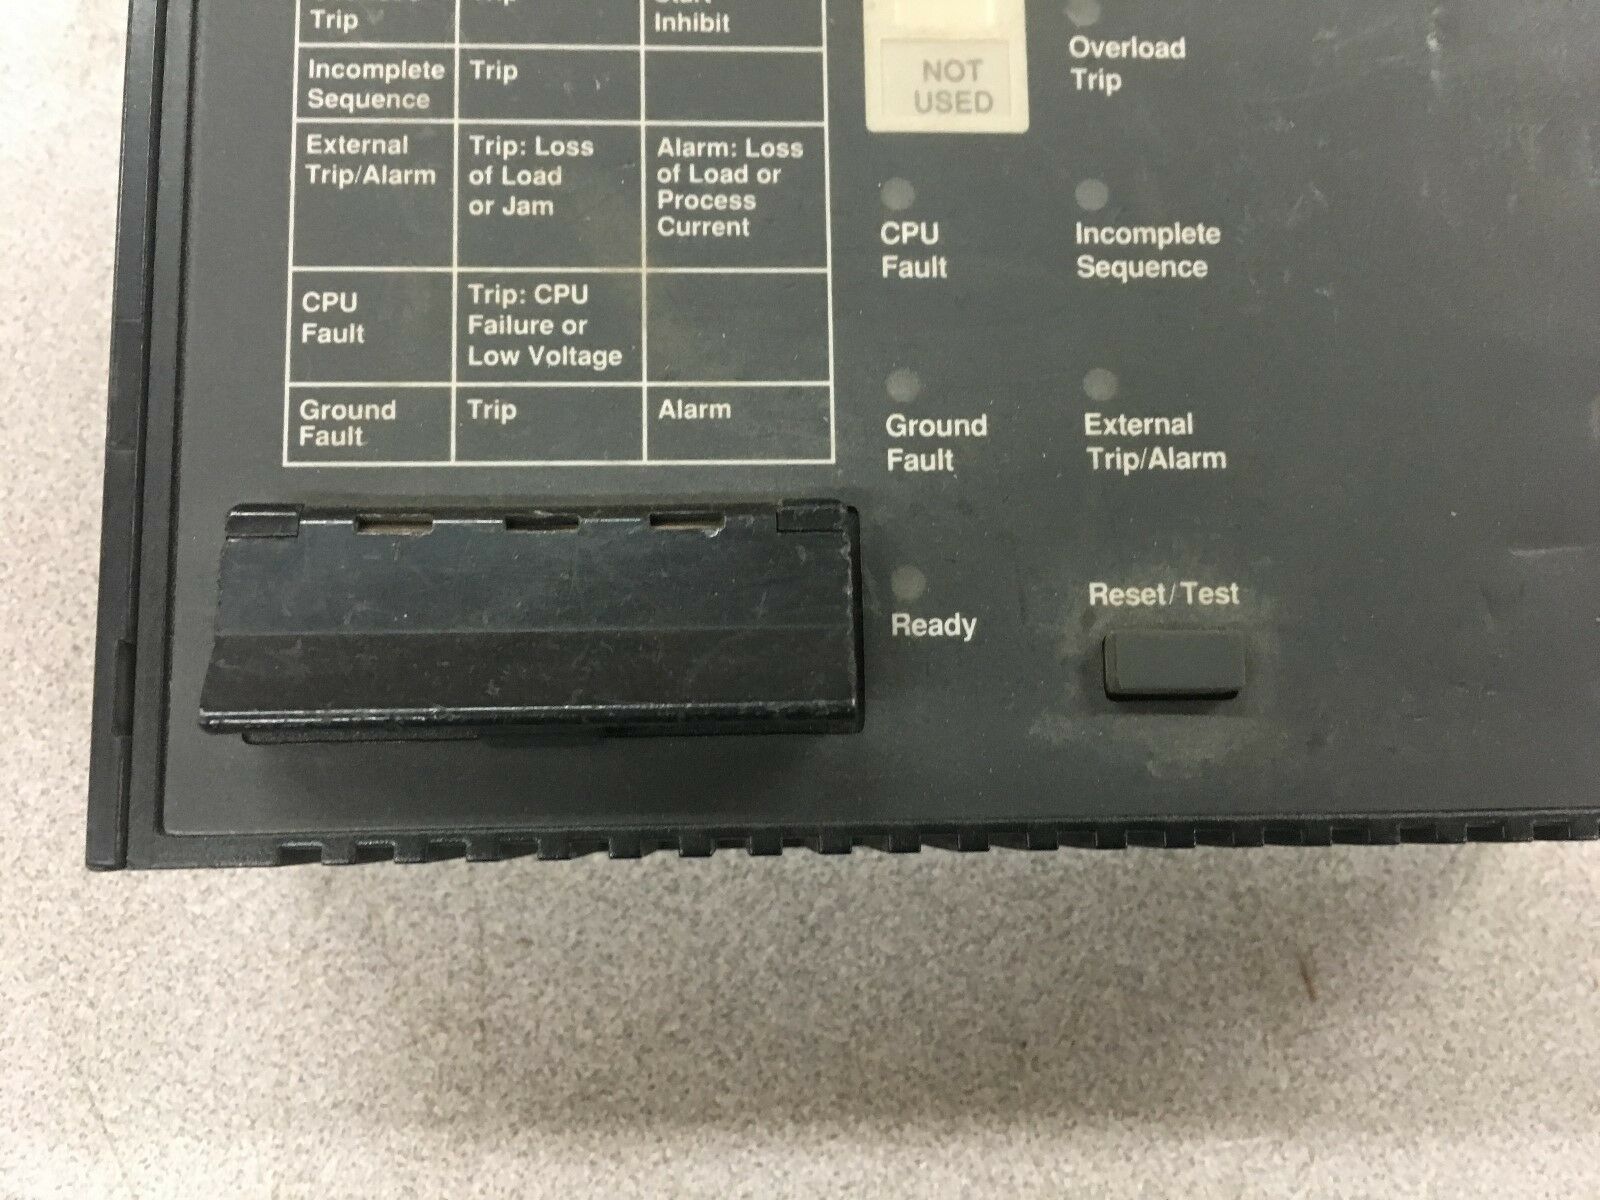 Trip
Trip
Start
Inhibit
Incomplete
Sequence
Trip
External
Trip/Alarm
Trip: Loss
of Load
or Jam
Alarm: Loss
of Load or
Process
Current
CPU
Fault
Trip: CPU
Failure or
Low Voltage
Ground
Fault
Trip
Alarm
NOT
USED
Overload
Trip
CPU
Fault
Incomplete
Sequence
Ground
Fault
External
Trip/Alarm
Ready
Reset/Test